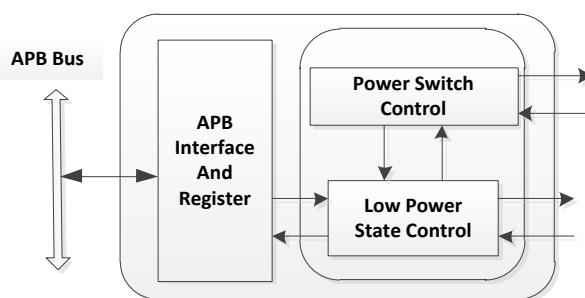 APB Bus
APB
Interface
And
Register
Power Switch
Control
Low Power
State Control